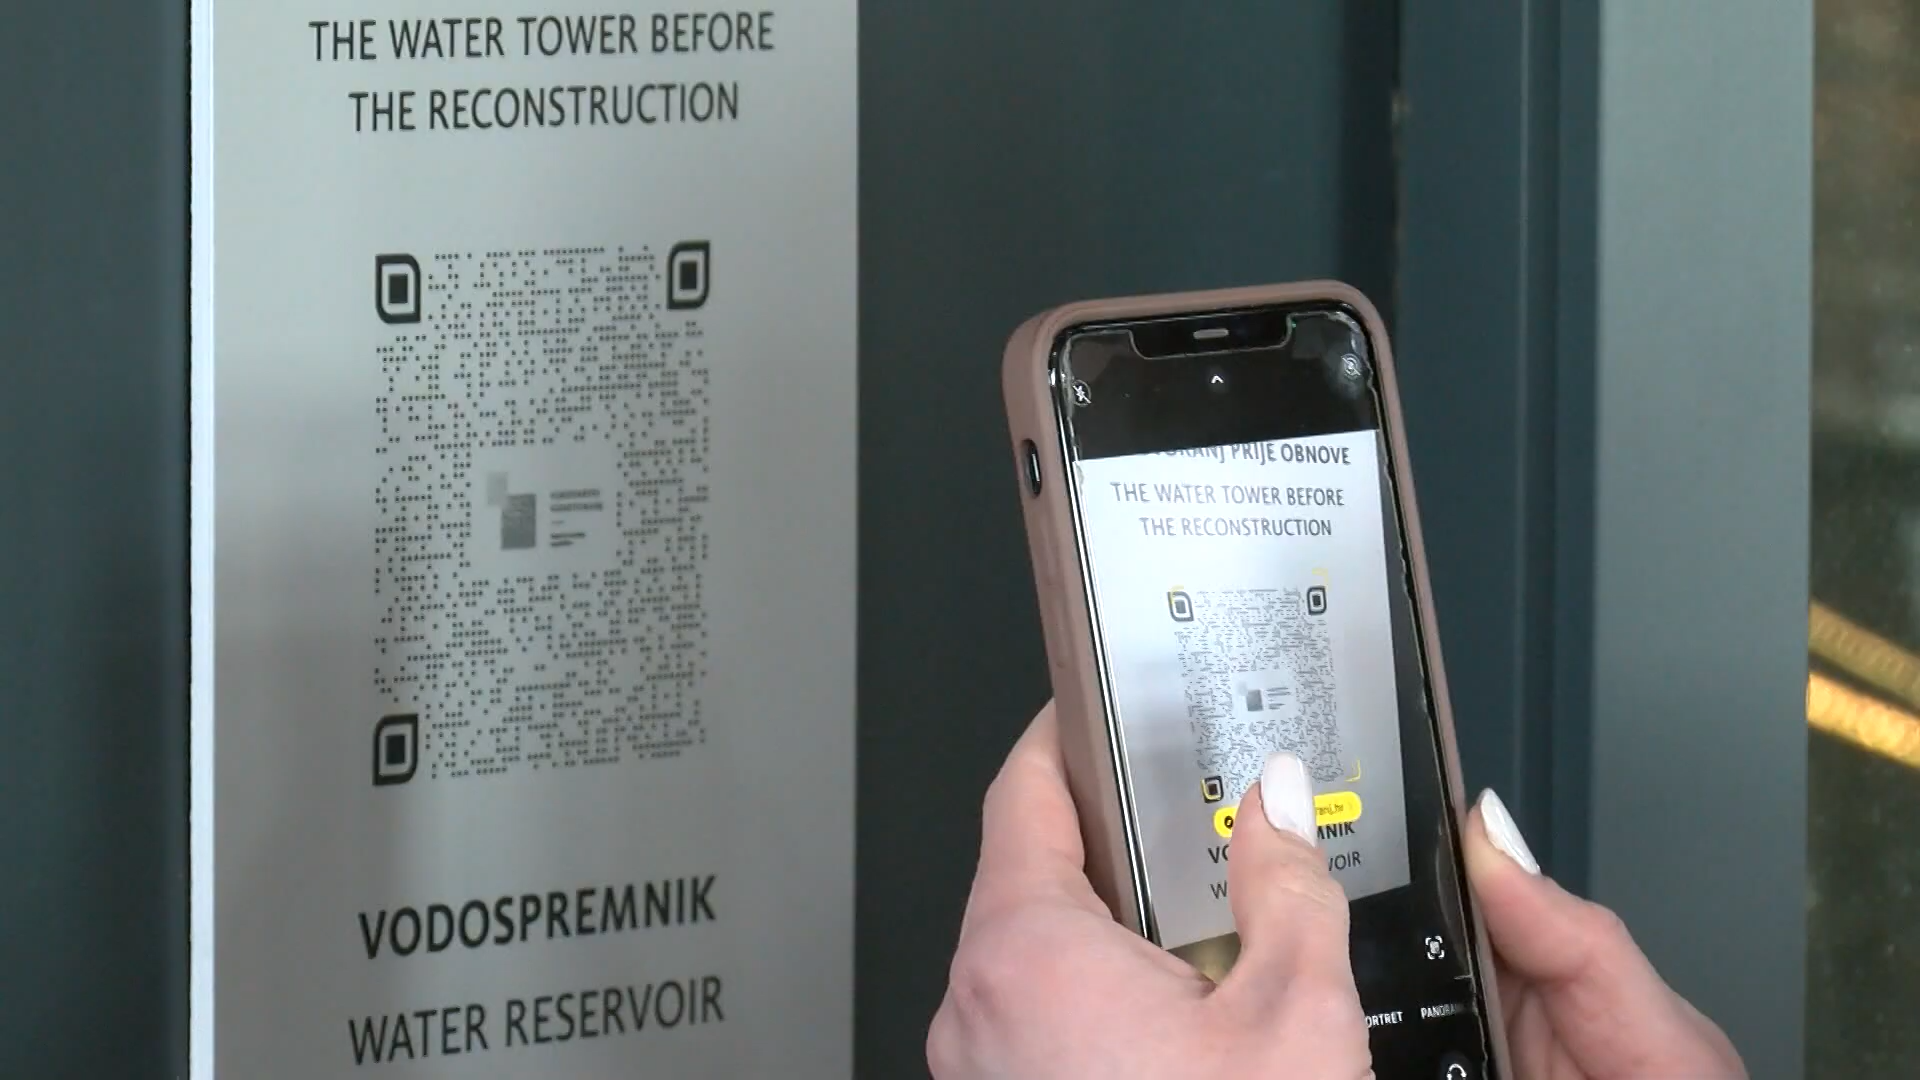 THE WATER TOWER BEFORE
THE RECONSTRUCTION
VODOSPREMNIK
WATER RESERVOIR
PRIJE OBNOVE
THE WATER TOWER BEFORE
THE RECONSTRUCTION